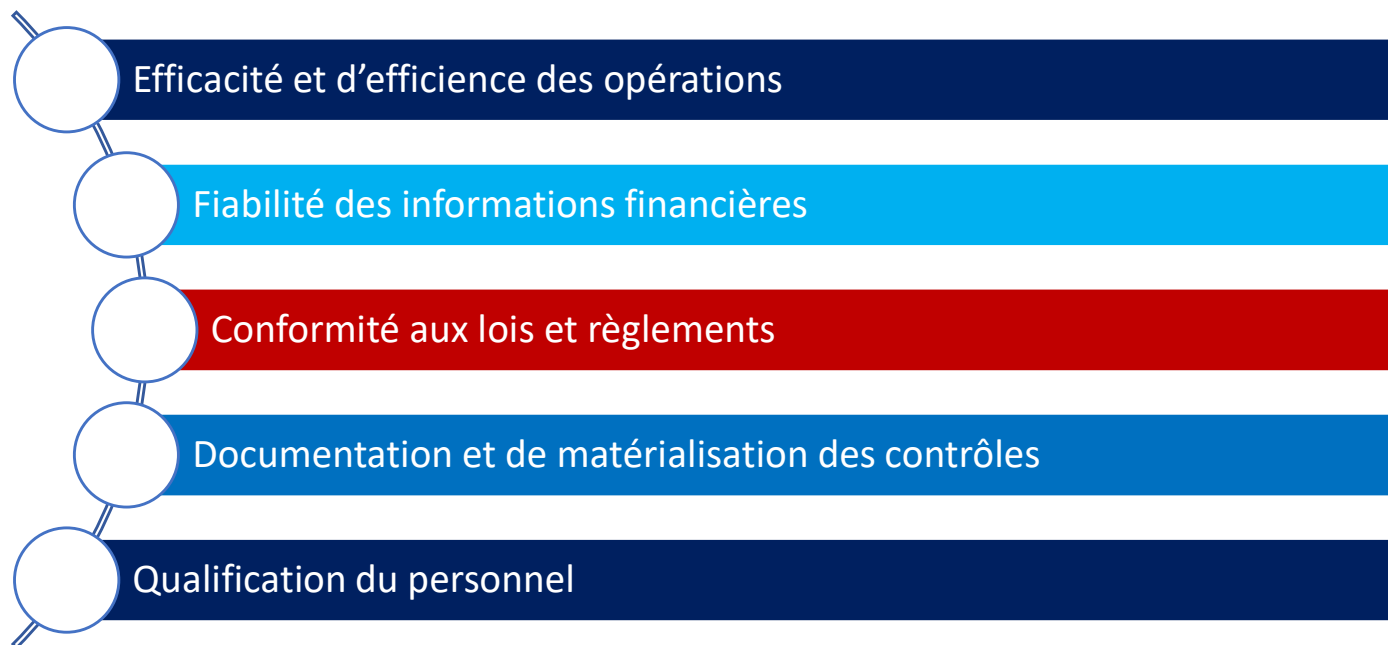 Efficacité et d’efficience des opérations
Fiabilité des informations financières
Conformité aux lois et règlements
Documentation et de matérialisation des contrôles
Qualification du personnel